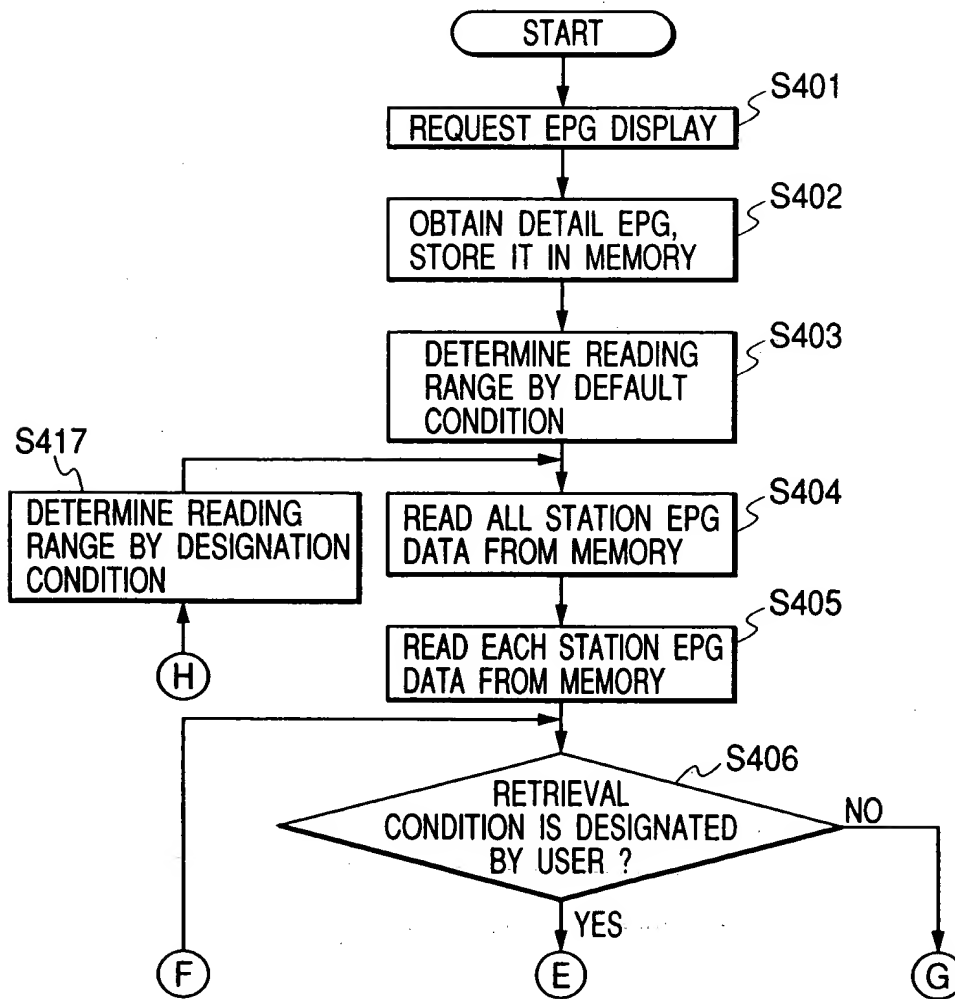 START
S401
REQUEST EPG DISPLAY
S402
OBTAIN DETAIL EPG,
STORE IT IN MEMORY
S403
DETERMINE READING
RANGE BY DEFAULT
CONDITION
S417
DETERMINE READING
RANGE BY DESIGNATION
CONDITION
H
S404
READ ALL STATION EPG
DATA FROM MEMORY
S405
READ EACH STATION EPG
DATA FROM MEMORY
S406
RETRIEVAL
CONDITION IS DESIGNATED
BY USER ?
NO
YES
F
E
G